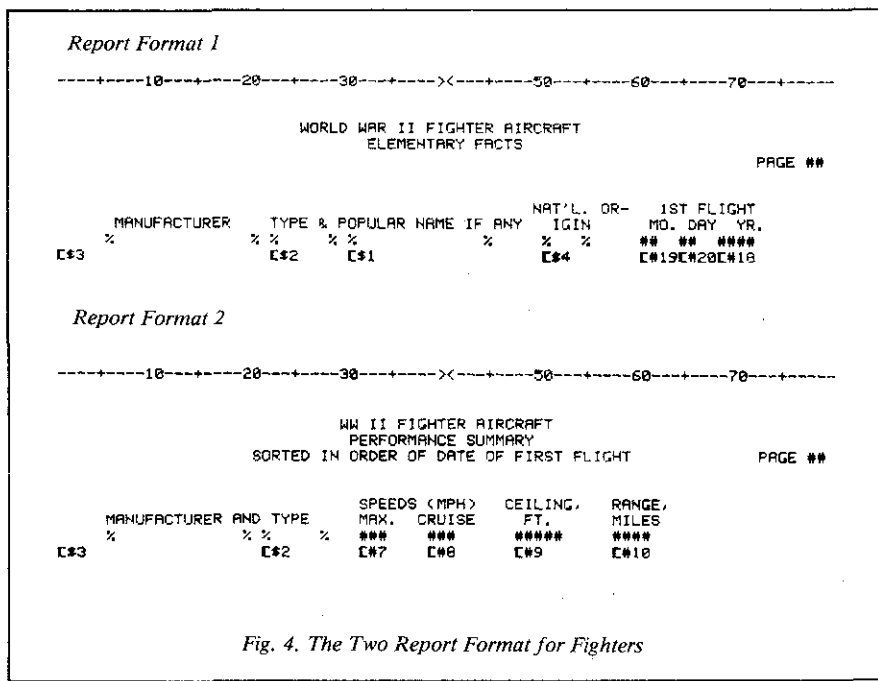 Report Format 1
----+----10---+----20---+----30---+----><---+----50---+----60---+----70---+-----
WORLD WAR II FIGHTER AIRCRAFT
ELEMENTARY FACTS
PAGE ##
NAT'L. OR- 1ST FLIGHT
MANUFACTURER TYPE & POPULAR NAME IF ANY IGIN MO. DAY YR.
% % % % % % % % ## ## ####
[$3 [$2 [$1 [$4 [#19[#20[#18
Report Format 2
----+----10---+----20---+----30---+----><---+----50---+----60---+----70---+-----
WW II FIGHTER AIRCRAFT
PERFORMANCE SUMMARY
SORTED IN ORDER OF DATE OF FIRST FLIGHT PAGE ##
SPEEDS (MPH) CEILING, RANGE,
MANUFACTURER AND TYPE MAX. CRUISE FT. MILES
% % % % ### ### ##### ####
[$3 [$2 [#7 [#8 [#9 [#10
Fig. 4. The Two Report Format for Fighters